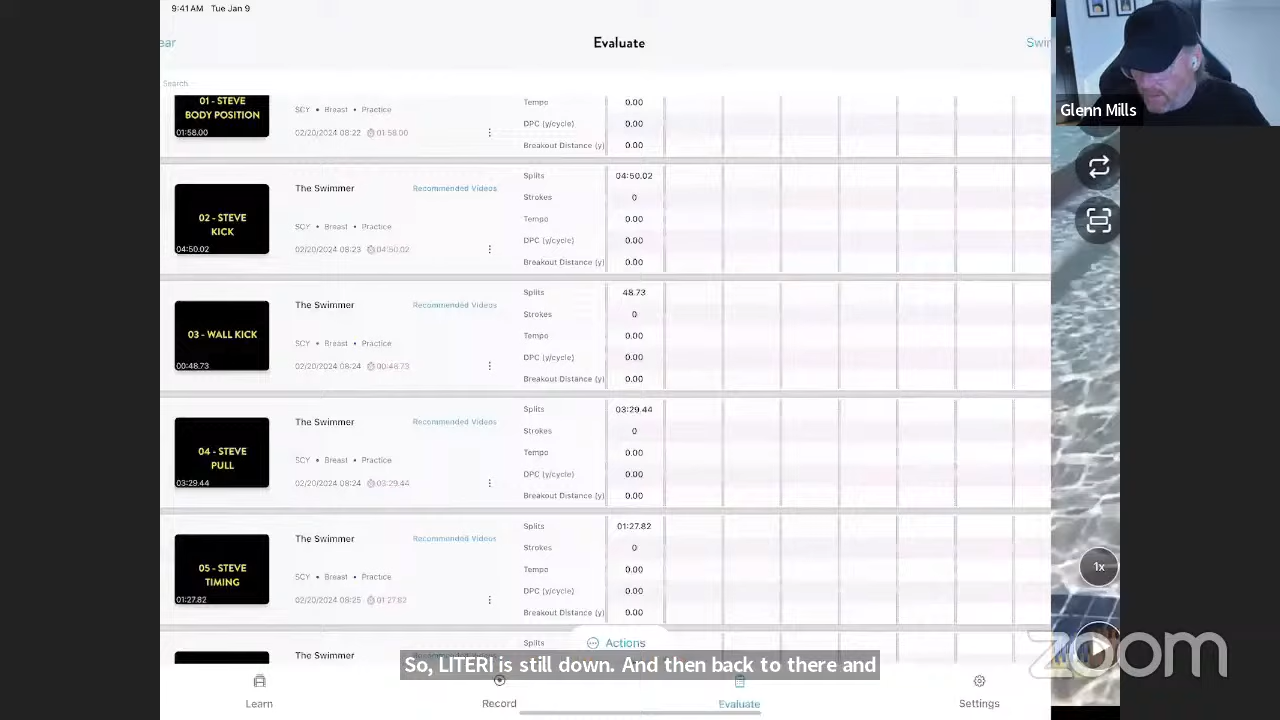 9:41 AM Tue Jan 9
ear
Evaluate
Swim
Search
Glenn Mills
01 - STEVE
BODY POSITION
01:58.00
SCY • Breast • Practice
02/20/2024 08:22 01:58.00
Tempo 0.00
DPC (y/cycle) 0.00
Breakout Distance (y) 0.00
02 - STEVE
KICK
04:50.02
The Swimmer
Recommended Videos
SCY • Breast • Practice
02/20/2024 08:23 04:50.02
Splits 04:50.02
Strokes 0
Tempo 0.00
DPC (y/cycle) 0.00
Breakout Distance (y) 0.00
03 - WALL KICK
00:48.73
The Swimmer
Recommended Videos
SCY • Breast • Practice
02/20/2024 08:24 00:48.73
Splits 48.73
Strokes 0
Tempo 0.00
DPC (y/cycle) 0.00
Breakout Distance (y) 0.00
04 - STEVE
PULL
03:29.44
The Swimmer
Recommended Videos
SCY • Breast • Practice
02/20/2024 08:24 03:29.44
Splits 03:29.44
Strokes 0
Tempo 0.00
DPC (y/cycle) 0.00
Breakout Distance (y) 0.00
05 - STEVE
TIMING
01:27.82
The Swimmer
Recommended Videos
SCY • Breast • Practice
02/20/2024 08:25 01:27.82
Splits 01:27.82
Strokes 0
Tempo 0.00
DPC (y/cycle) 0.00
Breakout Distance (y) 0.00
1x
The Swimmer
Splits
Actions
So, LITERI is still down. And then back to there and
zoom
Learn
Record
Evaluate
Settings